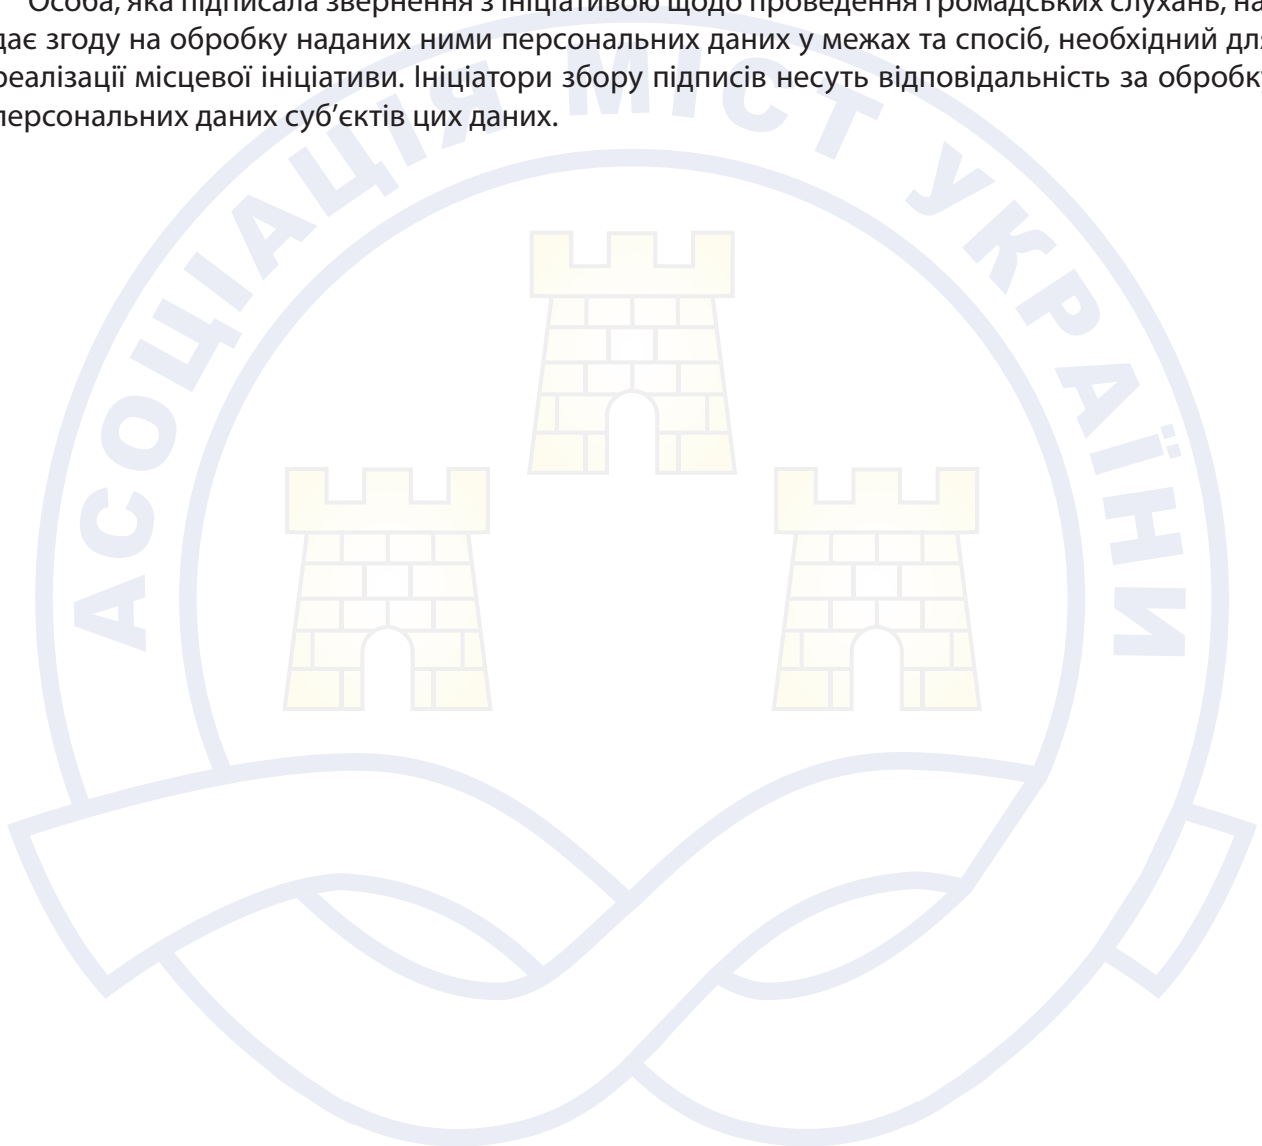 Особа, яка підписала звернення з ініціативою щодо проведення громадських слухань, на
дає згоду на обробку наданих ними персональних даних у межах та спосіб, необхідний для
реалізації місцевої ініціативи. Ініціатори збору підписів несуть відповідальність за обробку
персональних даних суб’єктів цих даних.
АСОЦІАЦІЯ МІСТ УКРАЇНИ